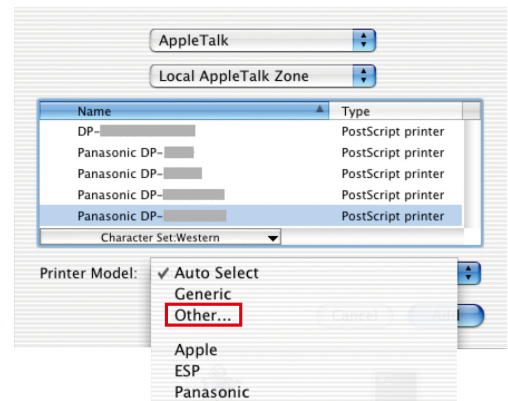 AppleTalk
Local AppleTalk Zone
Name Type
DP- PostScript printer
Panasonic DP- PostScript printer
Panasonic DP- PostScript printer
Panasonic DP- PostScript printer
Panasonic DP- PostScript printer
Character Set:Western
Printer Model: ✓ Auto Select
Generic
Other...
Cancel
Apple
ESP
Panasonic